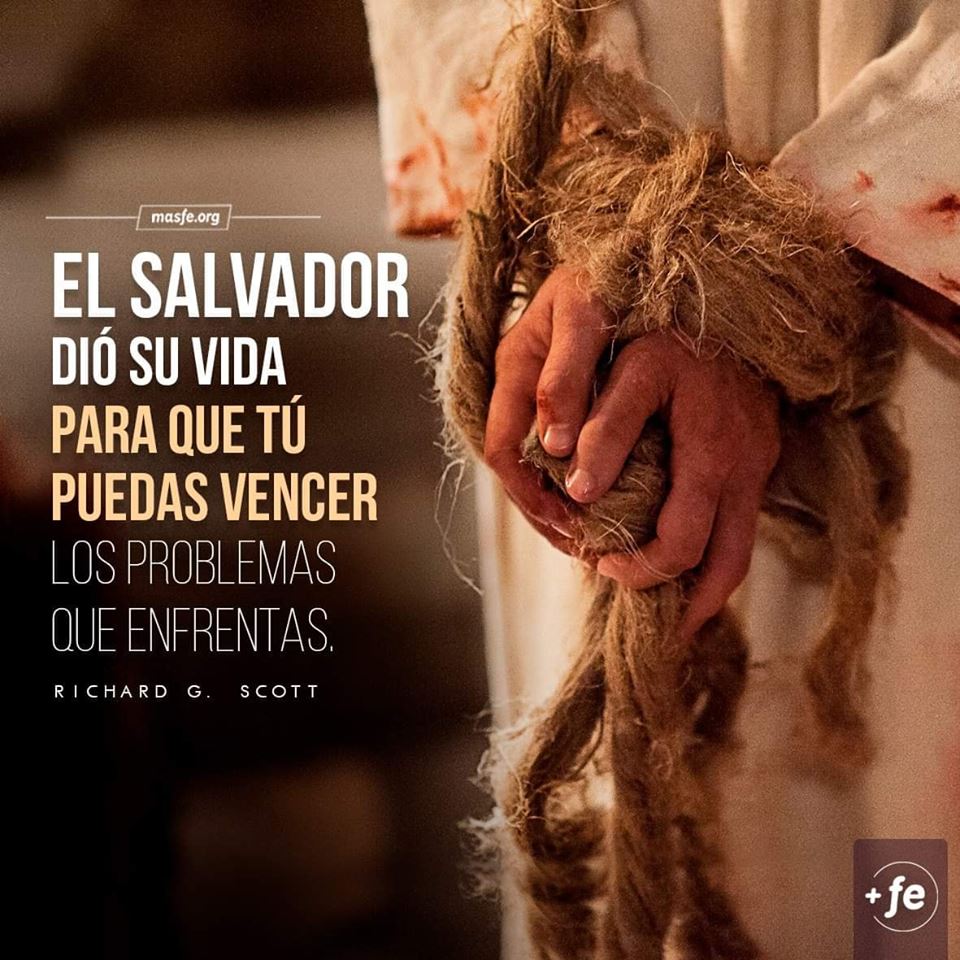 masfe.org
EL SALVADOR
DIÓ SU VIDA
PARA QUE TÚ
PUEDAS VENCER
LOS PROBLEMAS
QUE ENFRENTAS.
RICHARD G. SCOTT
+ fe